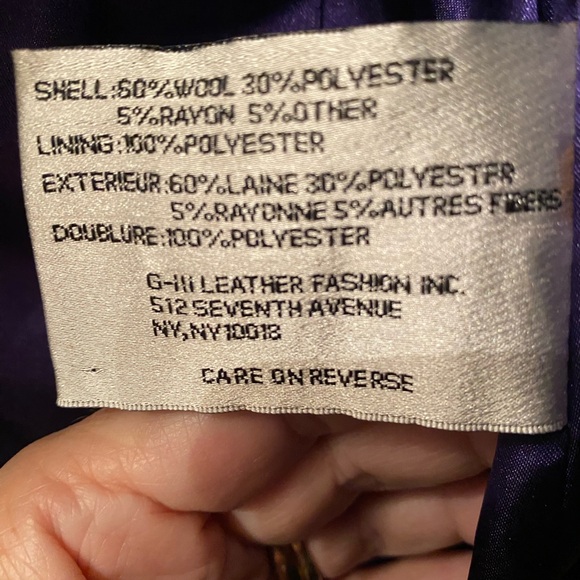 SHELL:60%WOOL 30%POLYESTER
5%RAYON 5%OTHER
LINING:100%POLYESTER
EXTERIEUR:60%LAINE 30%POLYESTER
5%RAYONNE 5%AUTRES FIBERS
DOUBLURE:100%POLYESTER
G-III LEATHER FASHION INC.
512 SEVENTH AVENUE
NY,NY10018
CARE ON REVERSE